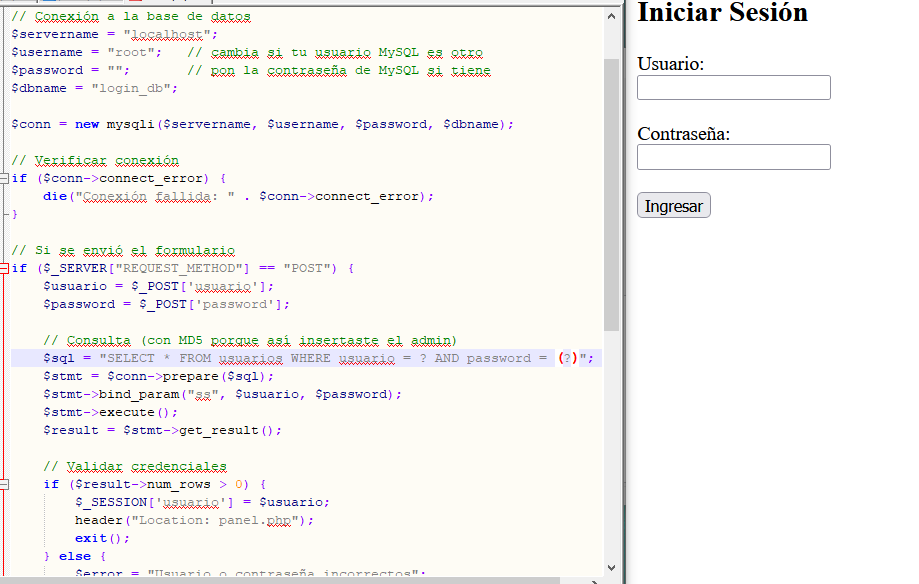 // Conexión a la base de datos
$servername = "localhost";
$username = "root";   // cambia si tu usuario MySQL es otro
$password = "";       // pon la contraseña de MySQL si tiene
$dbname = "login_db";
$conn = new mysqli($servername, $username, $password, $dbname);
// Verificar conexión
if ($conn->connect_error) {
    die("Conexión fallida: " . $conn->connect_error);
}
// Si se envió el formulario
if ($_SERVER["REQUEST_METHOD"] == "POST") {
    $usuario = $_POST['usuario'];
    $password = $_POST['password'];
    // Consulta (con MD5 porque así insertaste el admin)
    $sql = "SELECT * FROM usuarios WHERE usuario = ? AND password = (?)";
    $stmt = $conn->prepare($sql);
    $stmt->bind_param("ss", $usuario, $password);
    $stmt->execute();
    $result = $stmt->get_result();
    // Validar credenciales
    if ($result->num_rows > 0) {
        $_SESSION['usuario'] = $usuario;
        header("Location: panel.php");
        exit();
    } else {
        $error = "Usuario o contraseña incorrectos";
Iniciar Sesión
Usuario:
Contraseña:
Ingresar